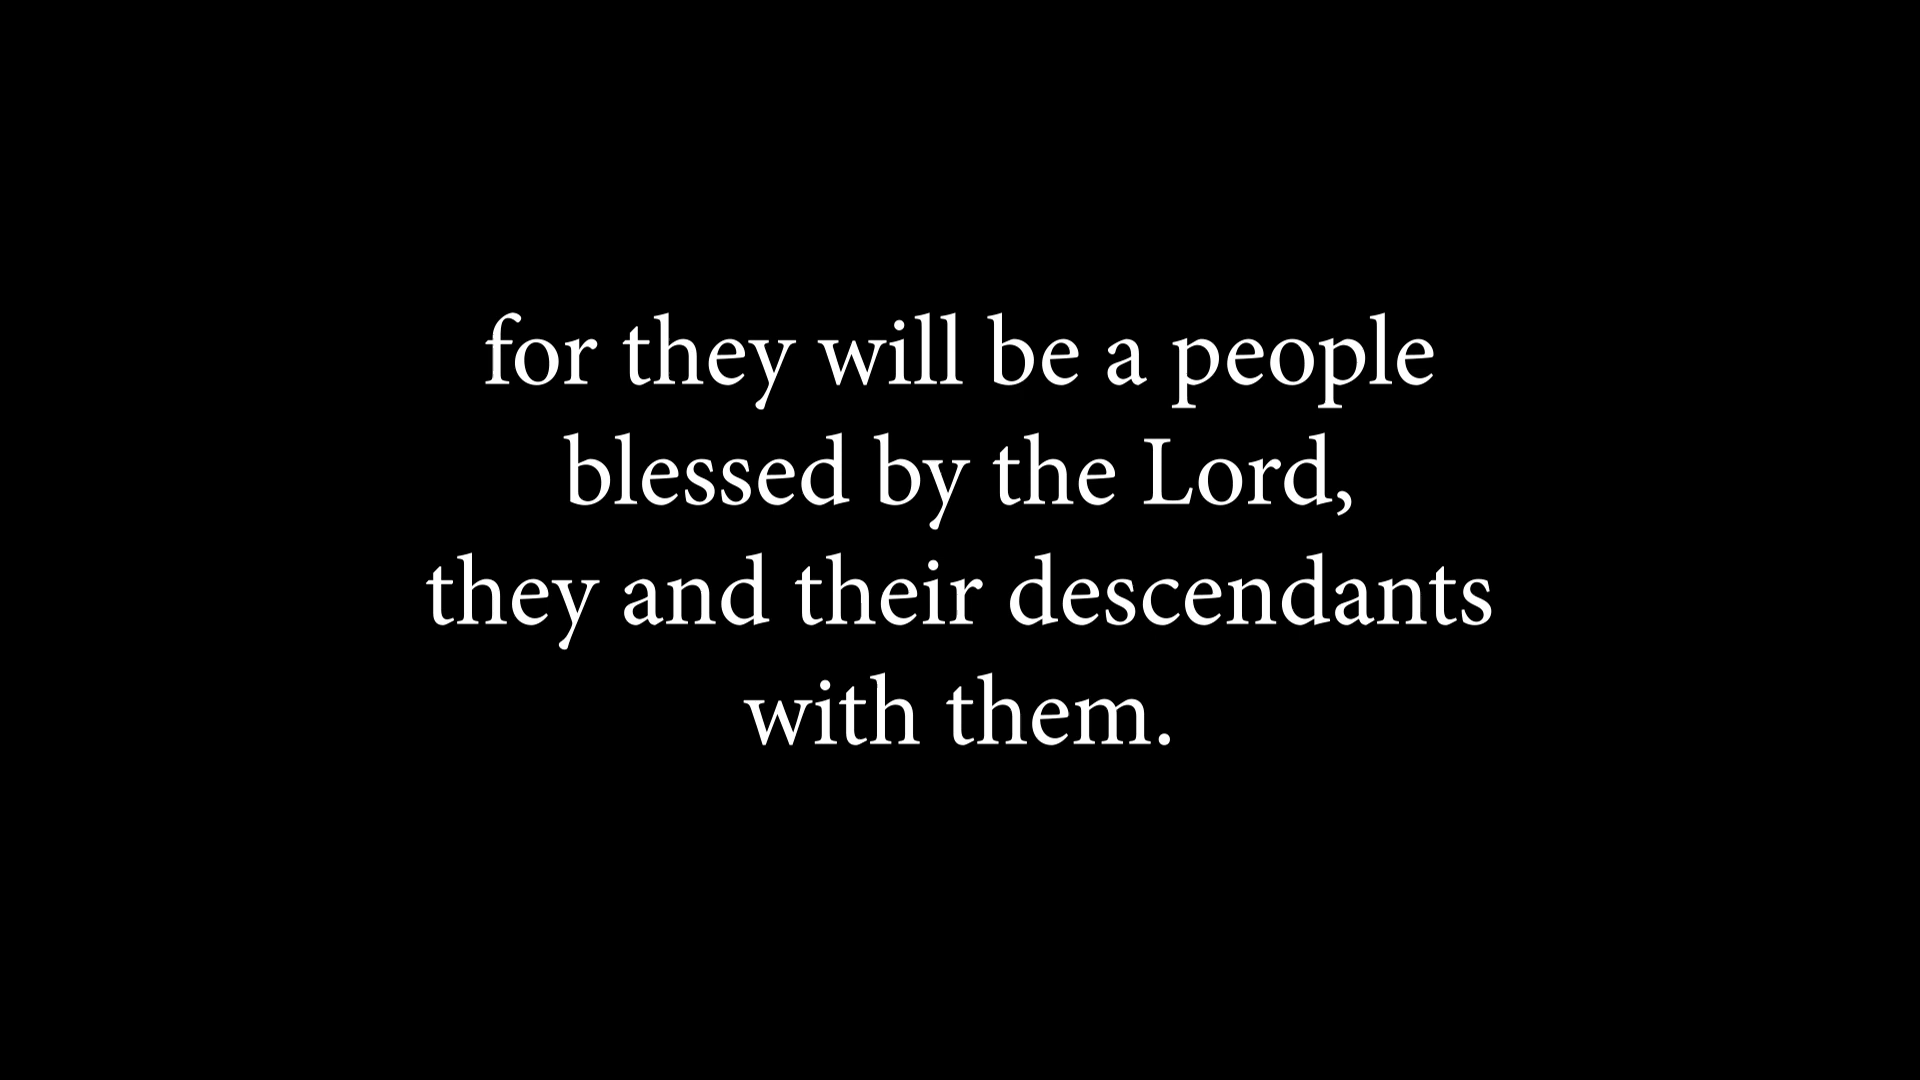 for they will be a people
blessed by the Lord,
they and their descendants
with them.